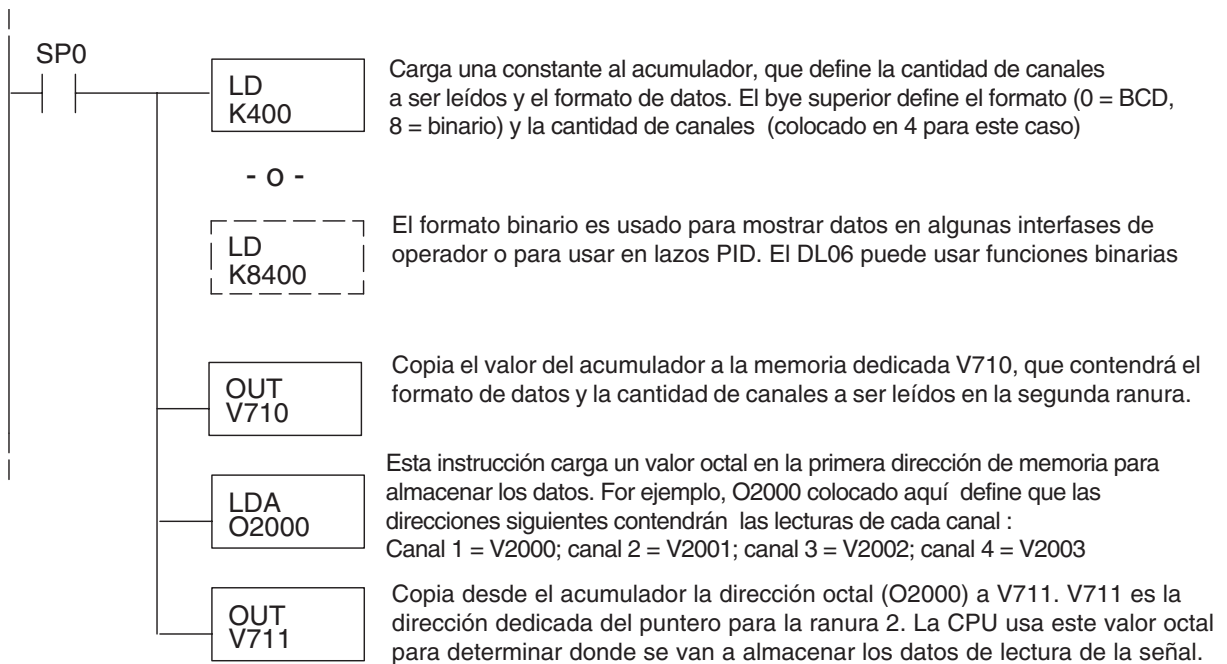 SP0
LD
K400
Carga una constante al acumulador, que define la cantidad de canales
a ser leídos y el formato de datos. El bye superior define el formato (0 = BCD,
8 = binario) y la cantidad de canales (colocado en 4 para este caso)
- o -
LD
K8400
El formato binario es usado para mostrar datos en algunas interfases de
operador o para usar en lazos PID. El DL06 puede usar funciones binarias
OUT
V710
Copia el valor del acumulador a la memoria dedicada V710, que contendrá el
formato de datos y la cantidad de canales a ser leídos en la segunda ranura.
LDA
O2000
Esta instrucción carga un valor octal en la primera dirección de memoria para
almacenar los datos. For ejemplo, O2000 colocado aquí define que las
direcciones siguientes contendrán las lecturas de cada canal :
Canal 1 = V2000; canal 2 = V2001; canal 3 = V2002; canal 4 = V2003
OUT
V711
Copia desde el acumulador la dirección octal (O2000) a V711. V711 es la
dirección dedicada del puntero para la ranura 2. La CPU usa este valor octal
para determinar donde se van a almacenar los datos de lectura de la señal.